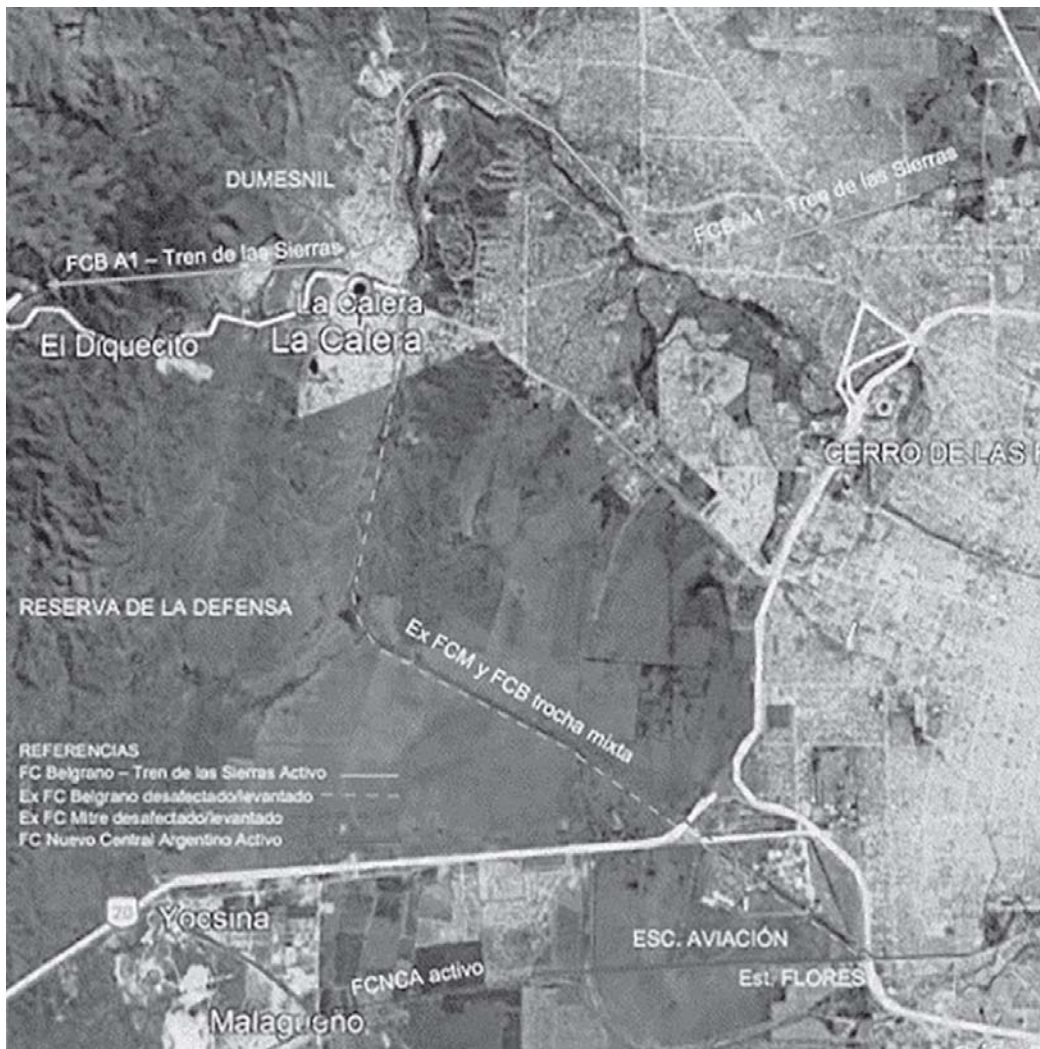 DUMESNIL
FCB A1 – Tren de las Sierras
FCB A1 – Tren de las Sierras
La Calera
La Calera
El Diquecito
CERRO DE LAS
RESERVA DE LA DEFENSA
Ex FCM y FCB trocha mixta
REFERENCIAS
FC Belgrano – Tren de las Sierras Activo
Ex FC Belgrano desafectado/levantado
Ex FC Mitre desafectado/levantado
FC Nuevo Central Argentino Activo
20
Yocsina
ESC. AVIACIÓN
FCNCA activo
Est. FLORES
Malagueño